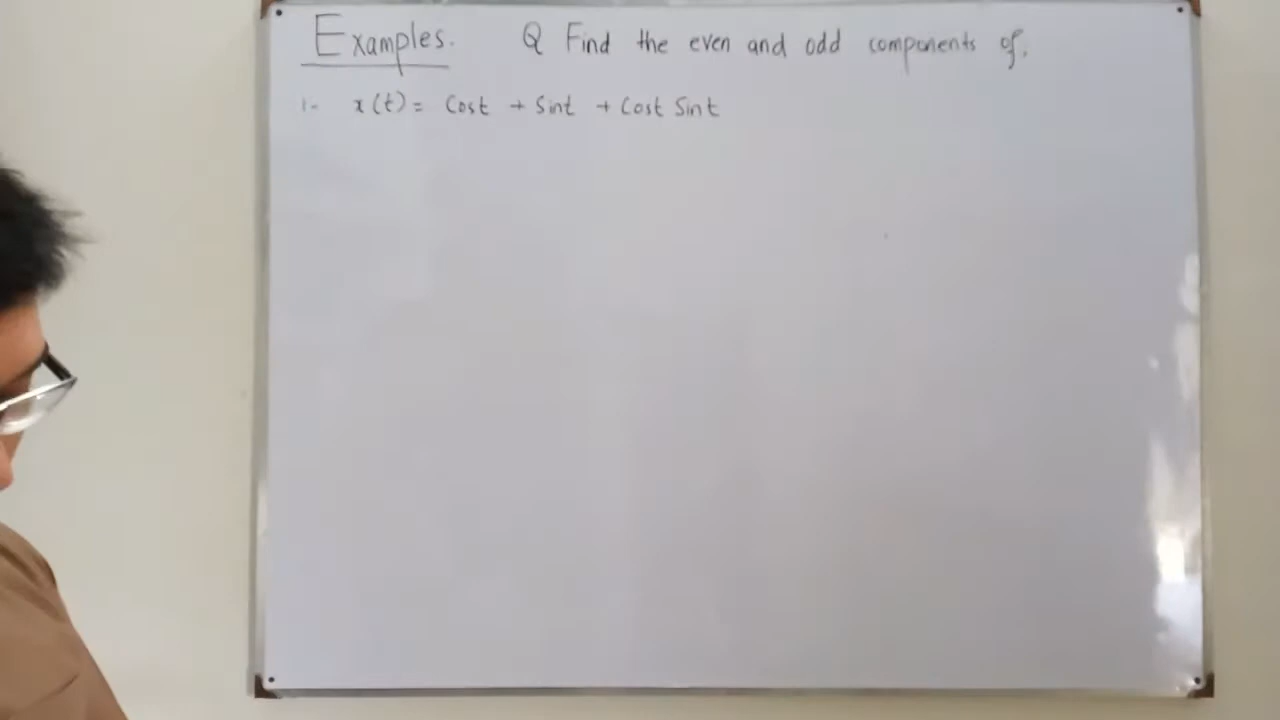 Examples. Q Find the even and odd components of.
1- x(t) = Cost + Sint + Cost Sint